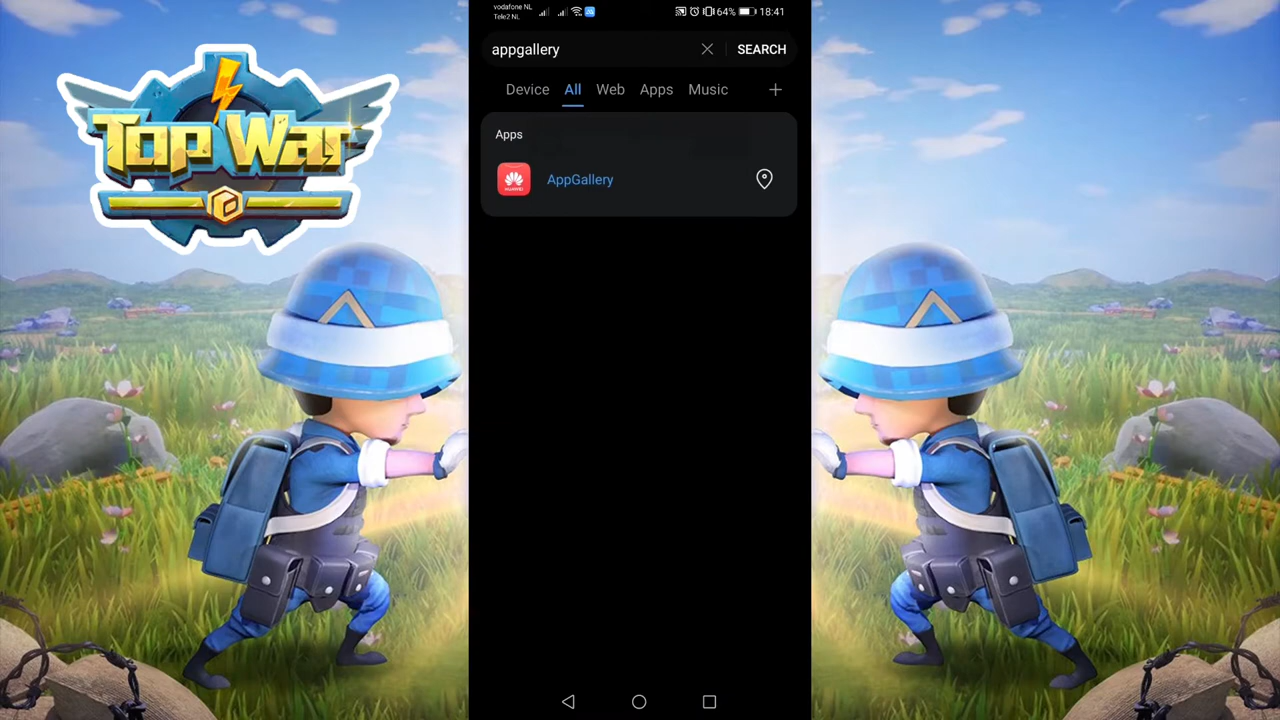 TOP WAR
vodafone NL
Tele2 NL
64% 18:41
appgallery
SEARCH
Device All Web Apps Music
Apps
HUAWEI
AppGallery